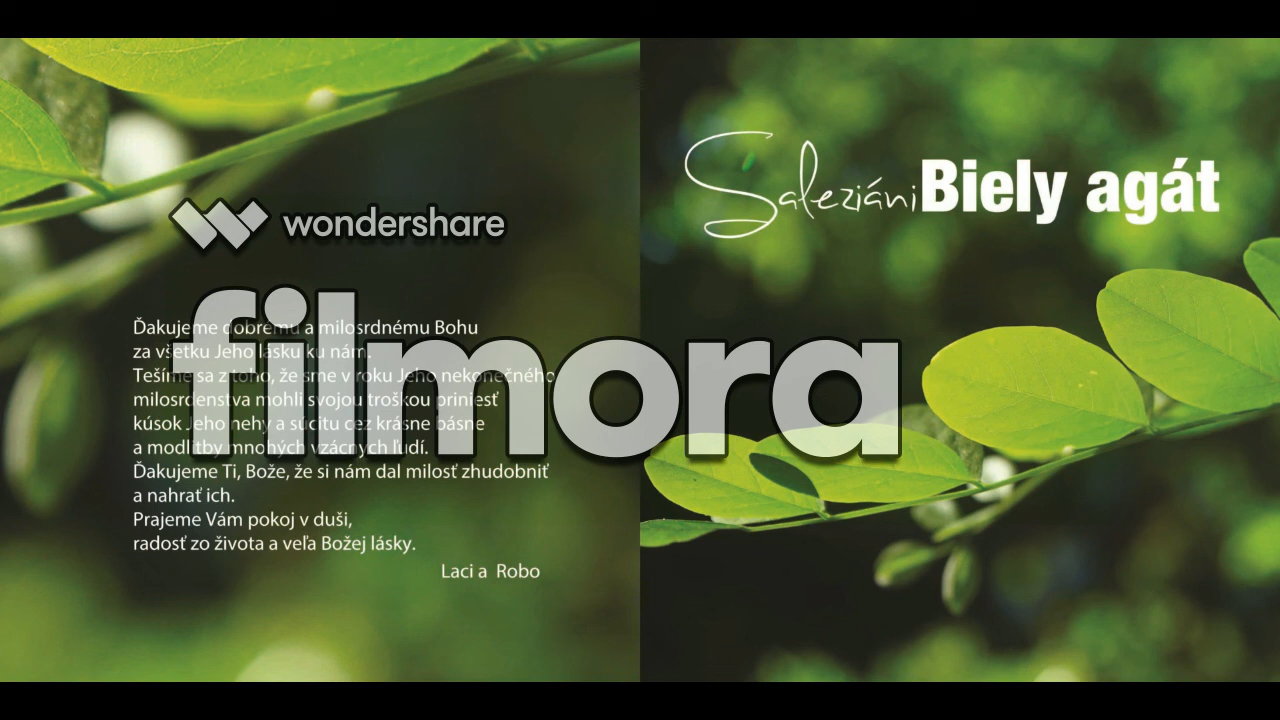 wondershare
filmora
Ďakujeme dobremu a milosrdnému Bohu
za všetku Jeho lásku ku nám.
Tešíme sa z toho, že sme v roku Jeho nekonečného
milosrdenstva mohli svojou troškou priniesť
kúsok Jeho nehy a súcitu cez krásne básne
a modlitby mnohých vzácnych ľudí.
Ďakujeme Ti, Bože, že si nám dal milosť zhudobniť
a nahrať ich.
Prajeme Vám pokoj v duši,
radosť zo života a veľa Božej lásky.
Laci a Robo
Saleziáni Biely agát